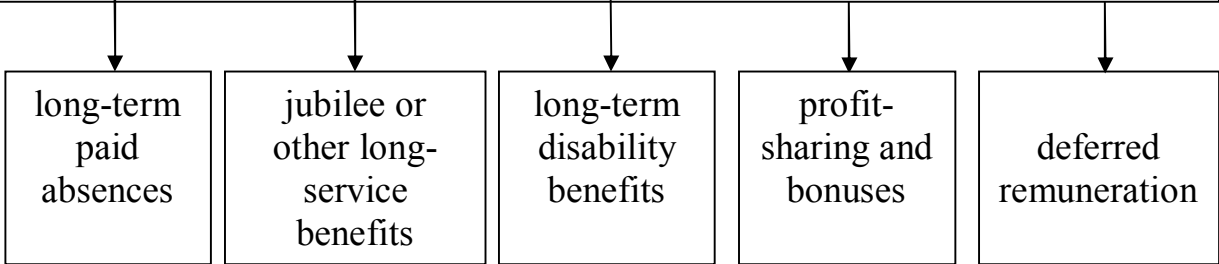 long-term
paid
absences
jubilee or
other long-
service
benefits
long-term
disability
benefits
profit-
sharing and
bonuses
deferred
remuneration